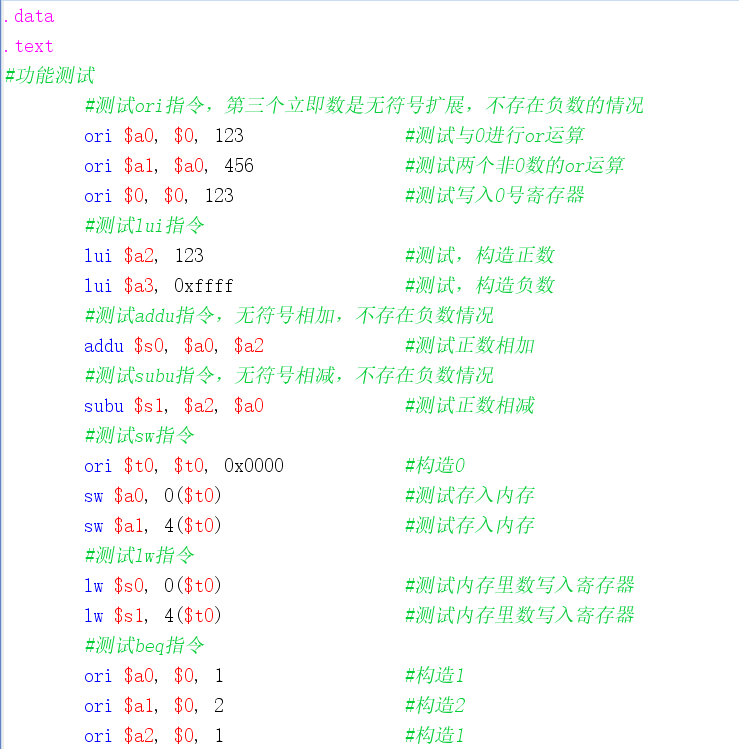 .data
.text
#功能测试
#测试ori指令，第三个立即数是无符号扩展，不存在负数的情况
ori $a0, $0, 123 #测试与0进行or运算
ori $a1, $a0, 456 #测试两个非0数的or运算
ori $0, $0, 123 #测试写入0号寄存器
#测试lui指令
lui $a2, 123 #测试，构造正数
lui $a3, 0xffff #测试，构造负数
#测试addu指令，无符号相加，不存在负数情况
addu $s0, $a0, $a2 #测试正数相加
#测试subu指令，无符号相减，不存在负数情况
subu $s1, $a2, $a0 #测试正数相减
#测试sw指令
ori $t0, $t0, 0x0000 #构造0
sw $a0, 0($t0) #测试存入内存
sw $a1, 4($t0) #测试存入内存
#测试lw指令
lw $s0, 0($t0) #测试内存里数写入寄存器
lw $s1, 4($t0) #测试内存里数写入寄存器
#测试beq指令
ori $a0, $0, 1 #构造1
ori $a1, $0, 2 #构造2
ori $a2, $0, 1 #构造1